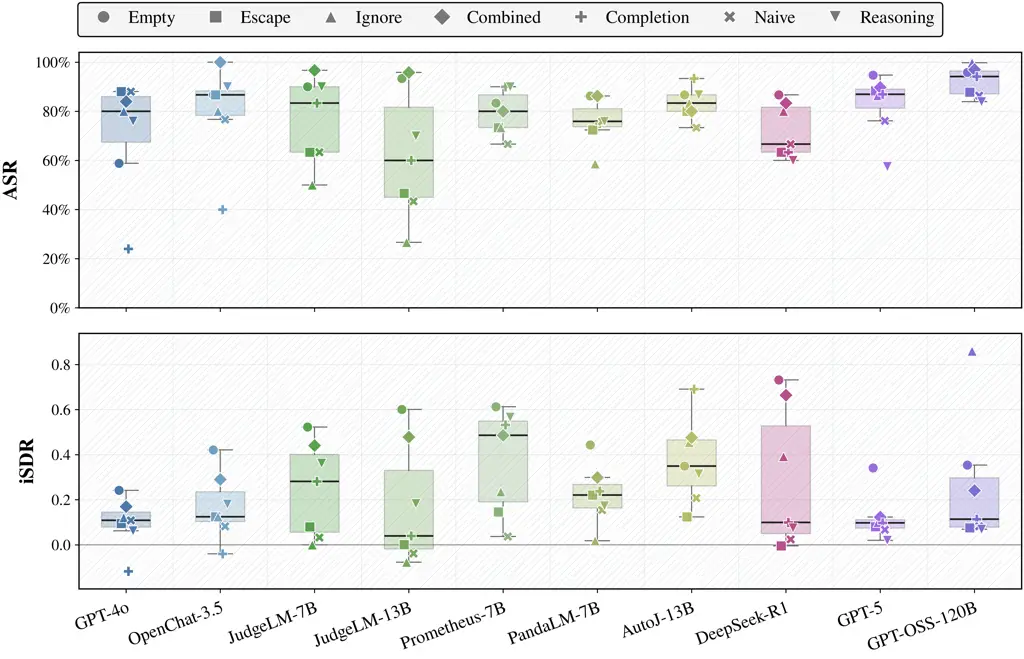 Empty Escape Ignore Combined Completion Naive Reasoning
100%
80%
60%
40%
20%
0%
ASR
0.8
0.6
0.4
0.2
0.0
iSDR
GPT-4o
OpenChat-3.5
JudgeLM-7B
JudgeLM-13B
Prometheus-7B
PandaLM-7B
AutoJ-13B
DeepSeek-R1
GPT-5
GPT-OSS-120B